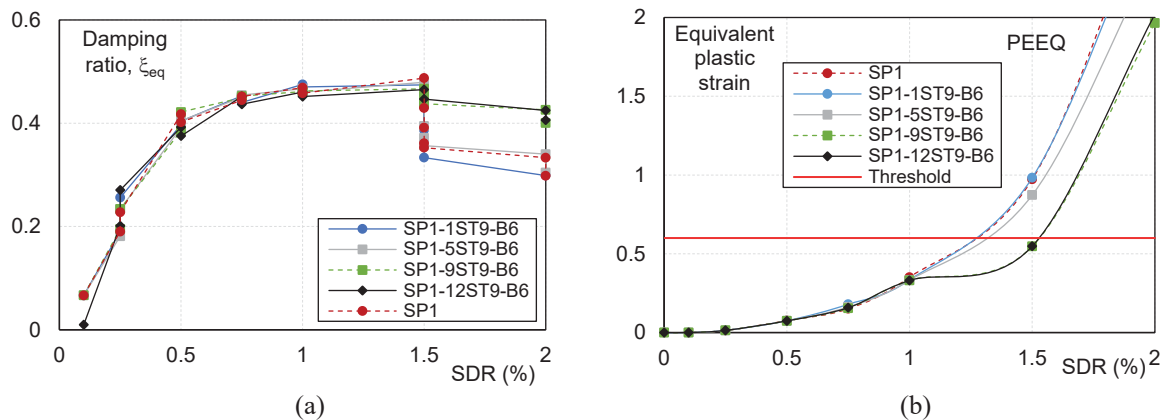 0.6
Damping
ratio, ξeq
0.4
0.2
0
SP1-1ST9-B6
SP1-5ST9-B6
SP1-9ST9-B6
SP1-12ST9-B6
SP1
0
0.5
1
1.5
2
SDR (%)
(a)
2
Equivalent
plastic
strain
PEEQ
SP1
SP1-1ST9-B6
SP1-5ST9-B6
SP1-9ST9-B6
SP1-12ST9-B6
Threshold
1.5
1
0.5
0
0
0.5
1
1.5
2
SDR (%)
(b)